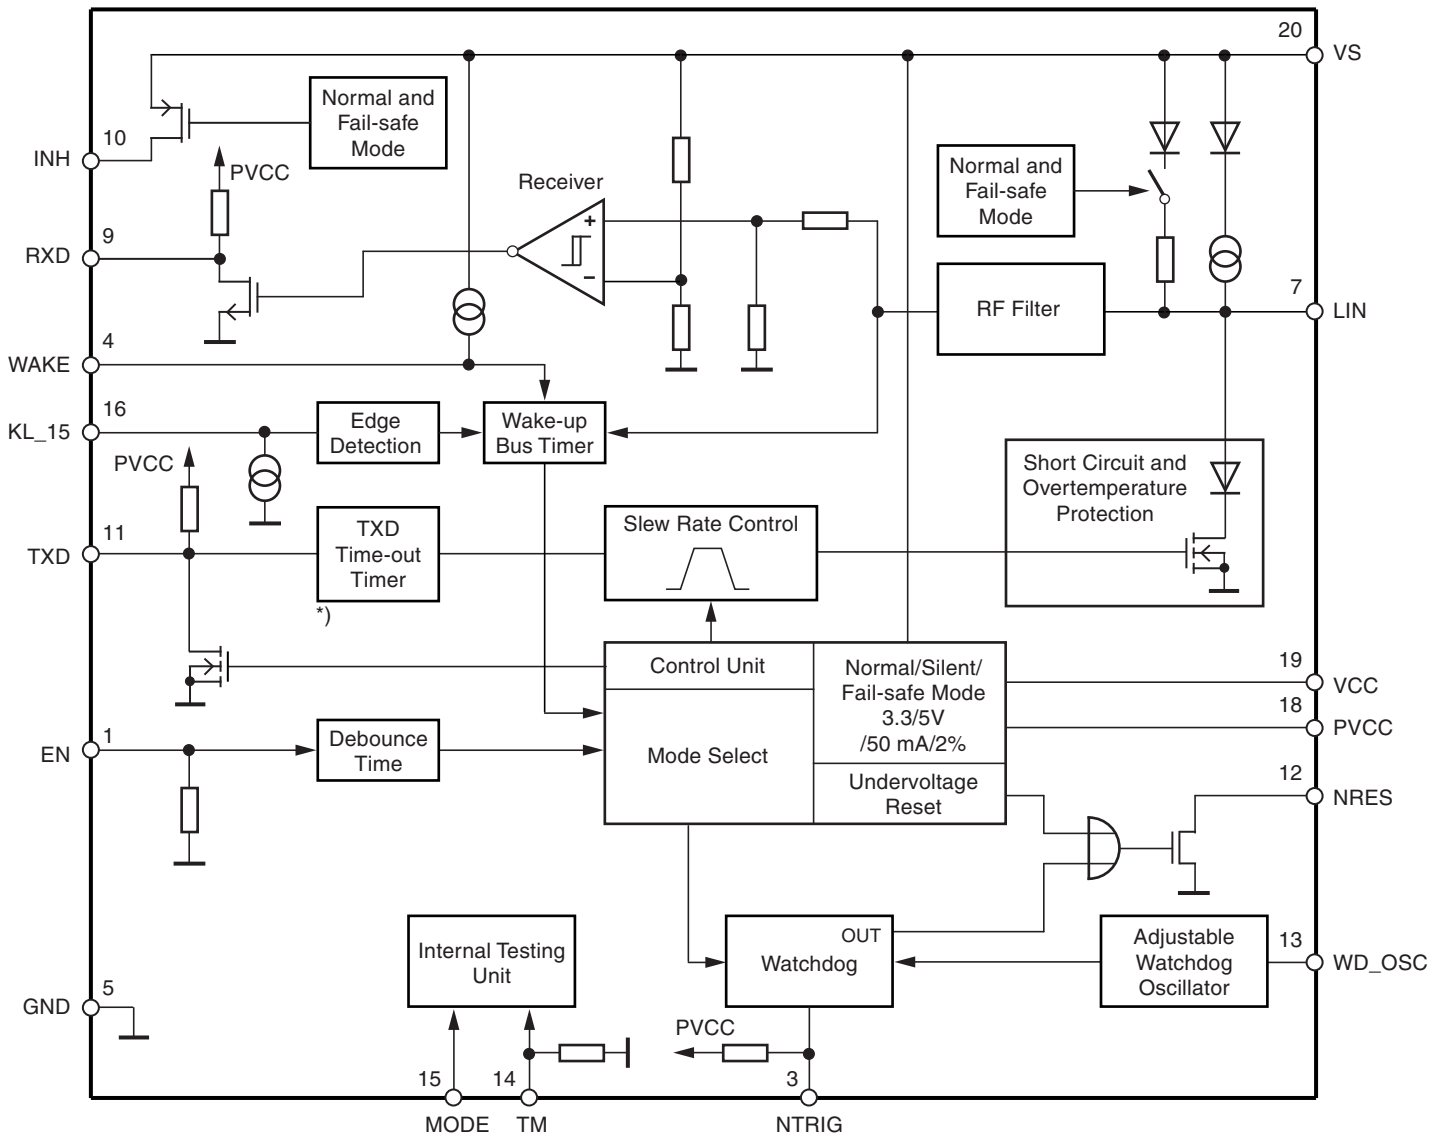 20
VS
Normal and
Fail-safe
Mode
10
INH
PVCC
Receiver
Normal and
Fail-safe
Mode
+
−
9
RXD
RF Filter
7
LIN
4
WAKE
16
KL_15
Edge
Detection
Wake-up
Bus Timer
PVCC
Short Circuit and
Overtemperature
Protection
11
TXD
TXD
Time-out
Timer
*)
Slew Rate Control
Control Unit
Normal/Silent/
Fail-safe Mode
3.3/5V
/50 mA/2%
19
VCC
18
PVCC
1
EN
Debounce
Time
Mode Select
Undervoltage
Reset
12
NRES
Internal Testing
Unit
OUT
Watchdog
Adjustable
Watchdog
Oscillator
13
WD_OSC
5
GND
PVCC
15
14
3
MODE
TM
NTRIG